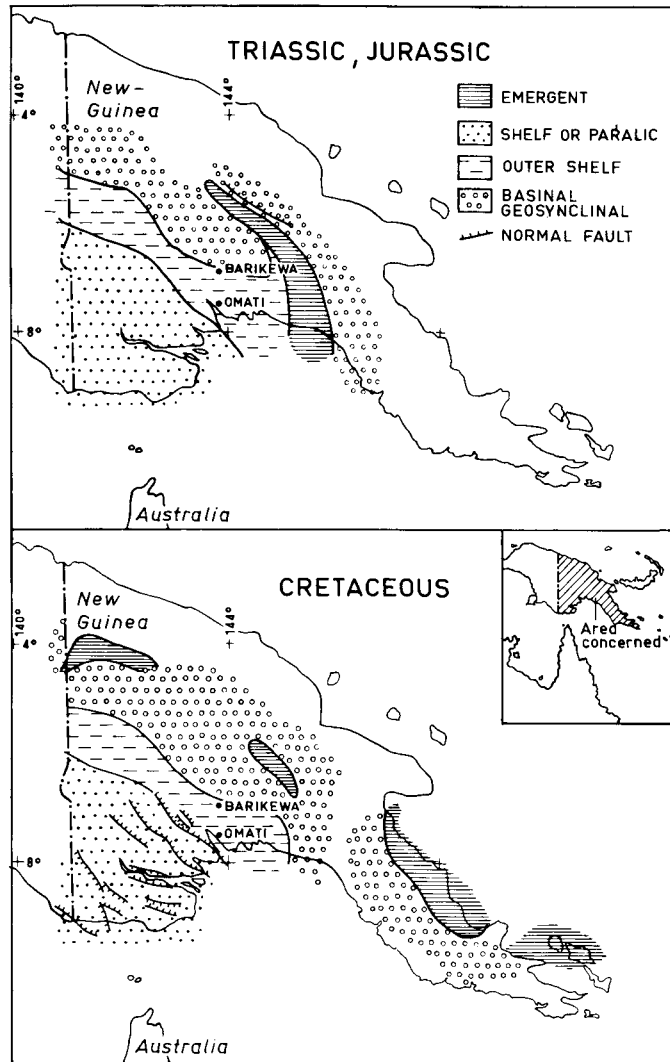 TRIASSIC, JURASSIC
New-
Guinea
140°
4°
144°
8°
EMERGENT
SHELF OR PARALIC
OUTER SHELF
BASINAL
GEOSYNCLINAL
NORMAL FAULT
BARIKEWA
OMATI
Australia
CRETACEOUS
New
Guinea
140°
4°
144°
8°
BARIKEWA
OMATI
Australia
Area
concerned